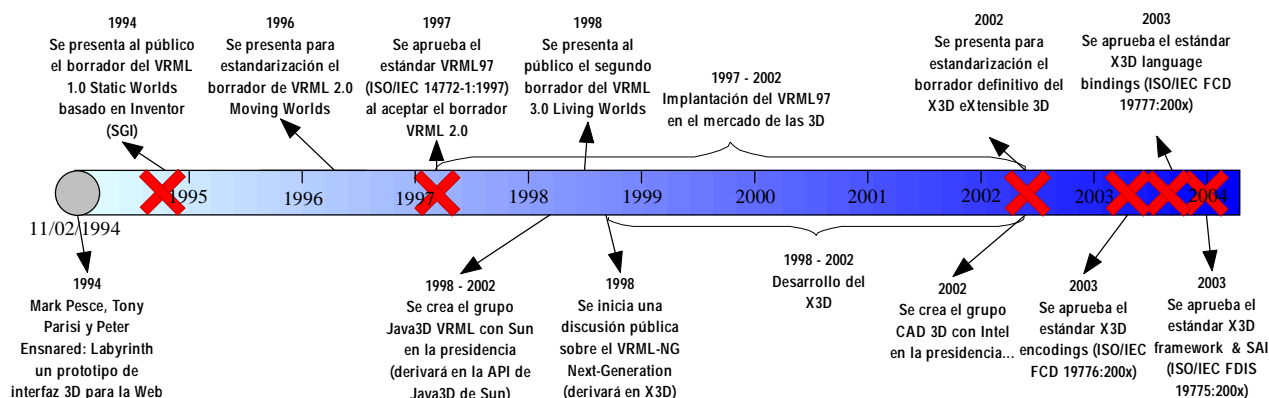 1994
Se presenta al público
el borrador del VRML
1.0 Static Worlds
basado en Inventor
(SGI)
1996
Se presenta para
estandarización el
borrador de VRML 2.0
Moving Worlds
1997
Se aprueba el
estándar VRML97
(ISO/IEC 14772-1:1997)
al aceptar el borrador
VRML 2.0
1998
Se presenta al
público el segundo
borrador del VRML
3.0 Living Worlds
1997 - 2002
Implantación del VRML97
en el mercado de las 3D
2002
Se presenta para
estandarización el
borrador definitivo del
X3D eXtensible 3D
2003
Se aprueba el estándar
X3D language
bindings (ISO/IEC FCD
19777:200x)
1995
1996
1997
1998
1999
2000
2001
2002
2003
2004
11/02/1994
1994
Mark Pesce, Tony
Parisi y Peter
Ensnared: Labyrinth
un prototipo de
interfaz 3D para la Web
1998 - 2002
Se crea el grupo
Java3D VRML con Sun
en la presidencia
(derivará en la API de
Java3D de Sun)
1998
Se inicia una
discusión pública
sobre el VRML-NG
Next-Generation
(derivará en X3D)
1998 - 2002
Desarrollo del
X3D
2002
Se crea el grupo
CAD 3D con Intel
en la presidencia...
2003
Se aprueba el
estándar X3D
encodings (ISO/IEC
FCD 19776:200x)
2003
Se aprueba el
estándar X3D
framework & SAI
(ISO/IEC FDIS
19775:200x)